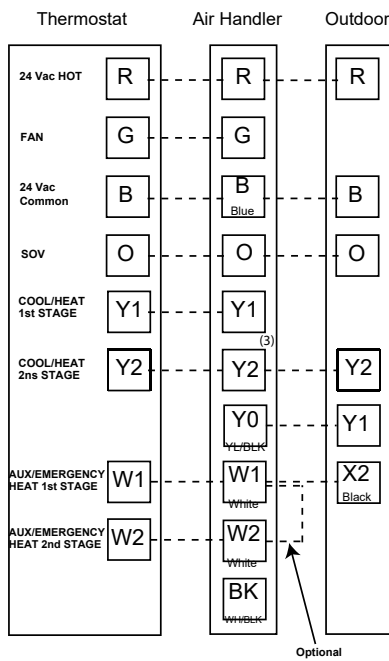 Thermostat Air Handler Outdoor
24 Vac HOT R R R
FAN G G
24 Vac
Common B B B
Blue
SOV O O O
COOL/HEAT
1st STAGE Y1 Y1
(3)
COOL/HEAT
2ns STAGE Y2 Y2 Y2
Y0 Y1
YL/BLK
AUX/EMERGENCY
HEAT 1st STAGE W1 W1 X2
White Black
AUX/EMERGENCY
HEAT 2nd STAGE W2 W2
White
BK
WH/BLK
Optional